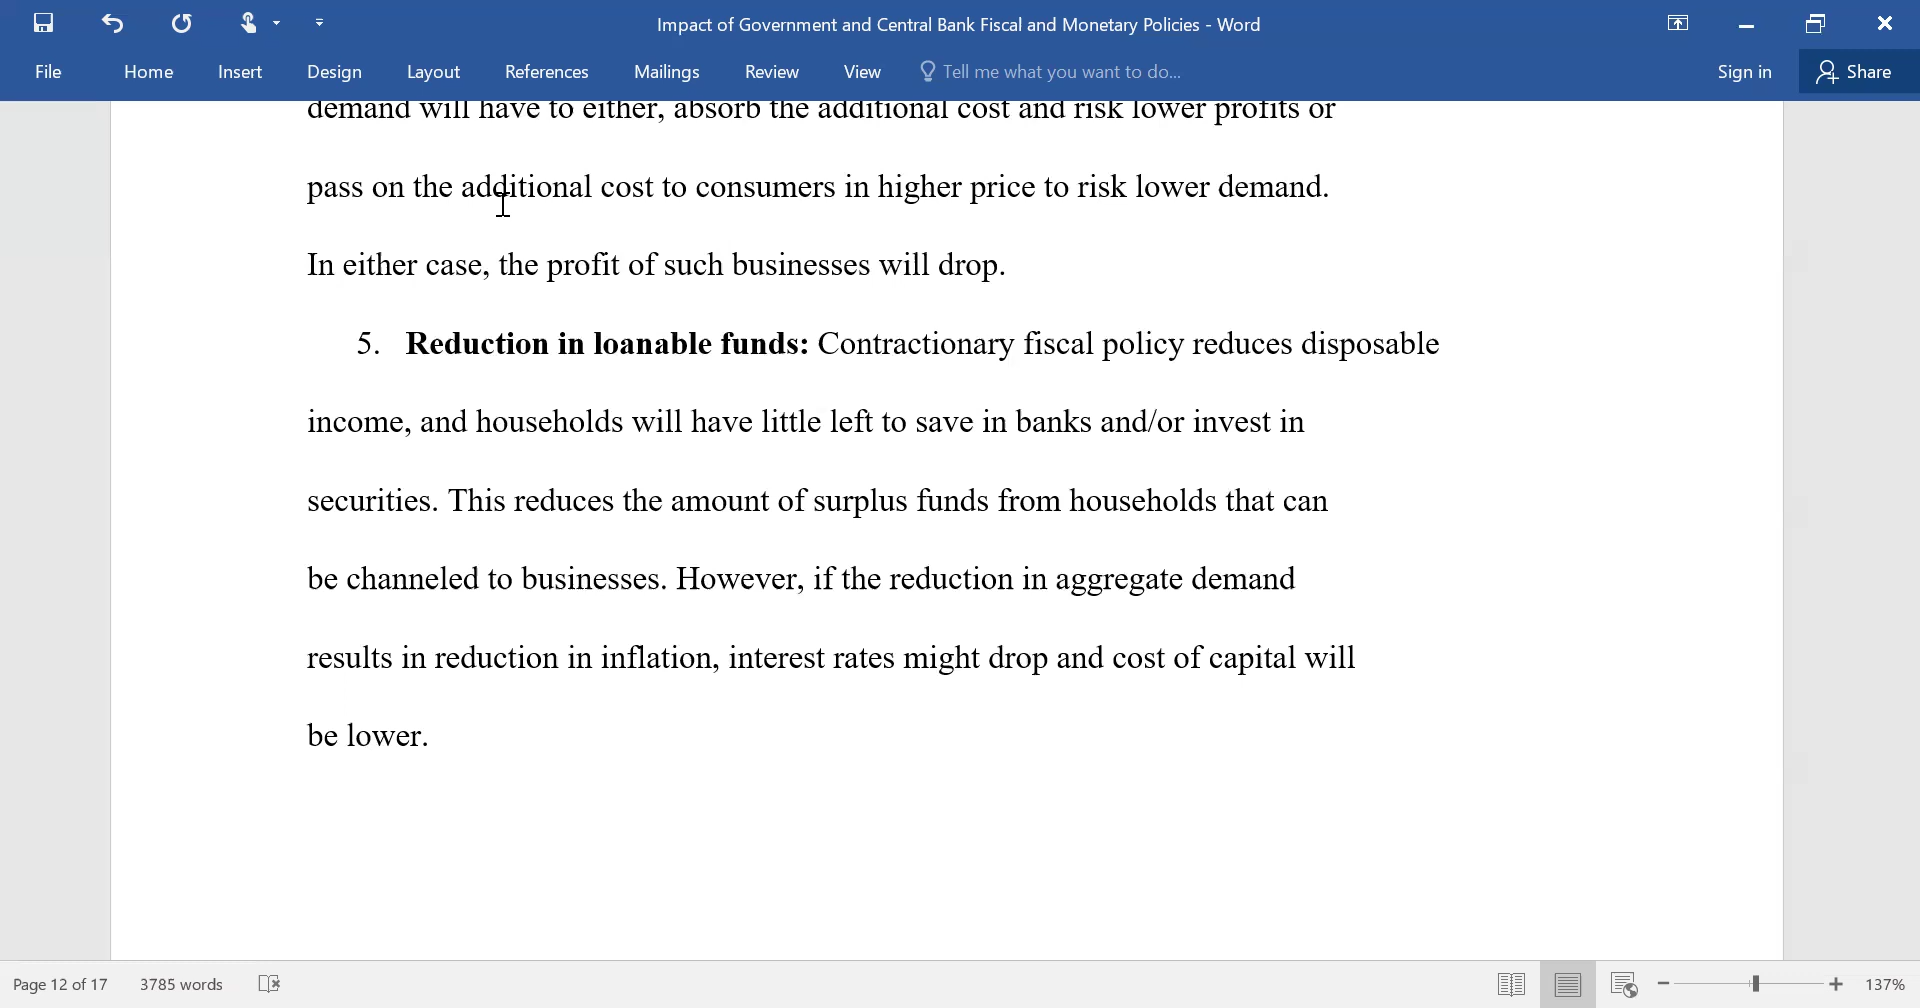 Impact of Government and Central Bank Fiscal and Monetary Policies - Word
File Home Insert Design Layout References Mailings Review View Tell me what you want to do... Sign in Share
demand will have to either, absorb the additional cost and risk lower profits or
pass on the additional cost to consumers in higher price to risk lower demand.
In either case, the profit of such businesses will drop.
5. Reduction in loanable funds: Contractionary fiscal policy reduces disposable
income, and households will have little left to save in banks and/or invest in
securities. This reduces the amount of surplus funds from households that can
be channeled to businesses. However, if the reduction in aggregate demand
results in reduction in inflation, interest rates might drop and cost of capital will
be lower.
Page 12 of 17 3785 words 137%